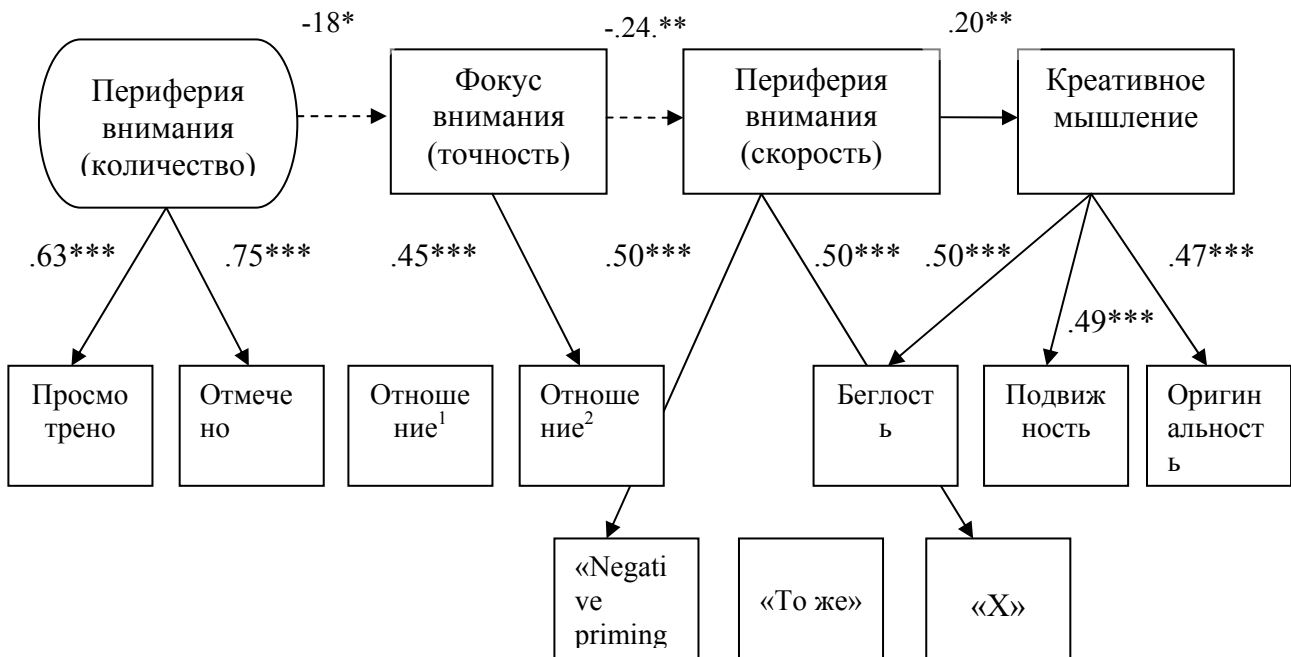 -18*
-.24.**
.20**
Периферия
внимания
(количество)
Фокус
внимания
(точность)
Периферия
внимания
(скорость)
Креативное
мышление
.63***
.75***
.45***
.50***
.50***
.50***
.47***
.49***
Просмо
трено
Отмече
но
Отноше
ние¹
Отноше
ние²
Беглост
ь
Подвиж
ность
Оригин
альност
ь
«Negati
ve
priming
«То же»
«Х»